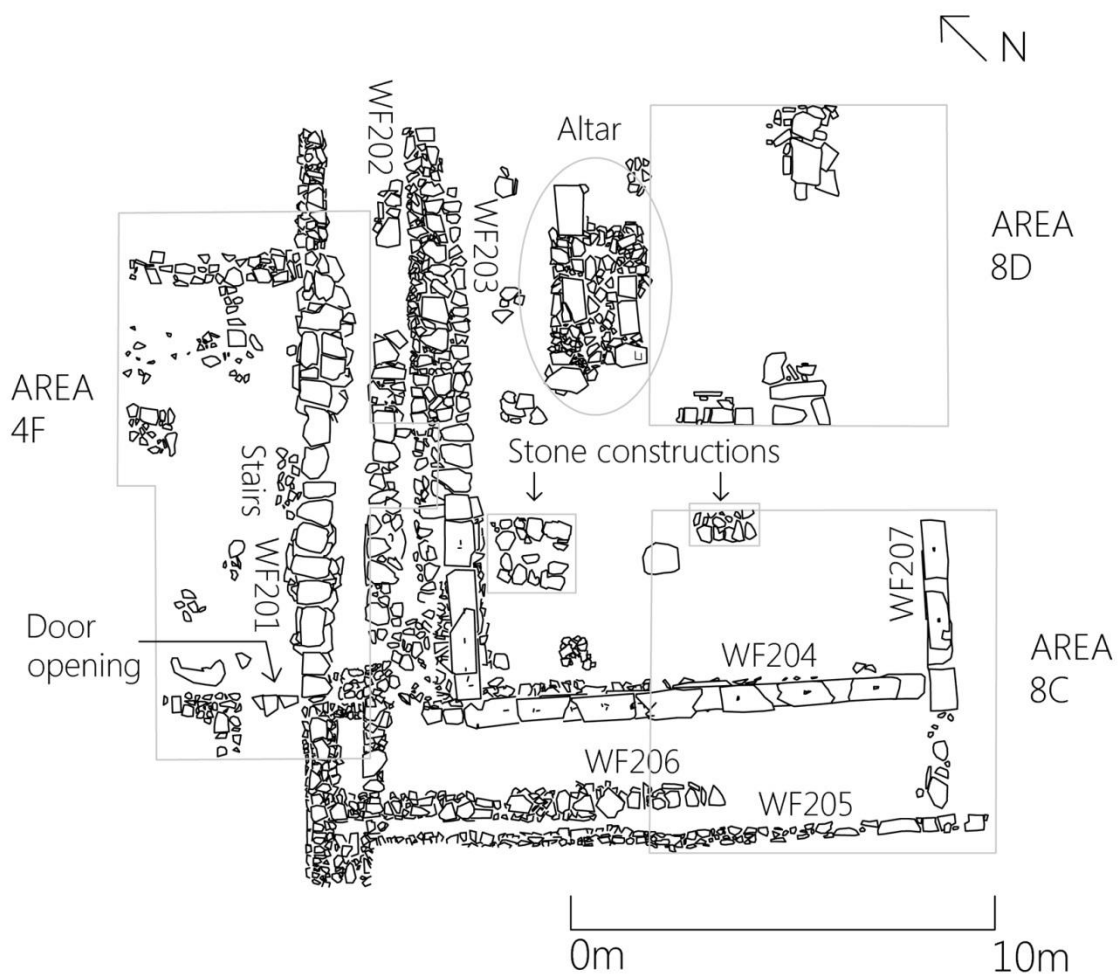 N
WF202
Altar
WF203
AREA
8D
AREA
4F
Stairs
Stone constructions
WF201
WF207
Door
opening
WF204
AREA
8C
WF206
WF205
0m
10m